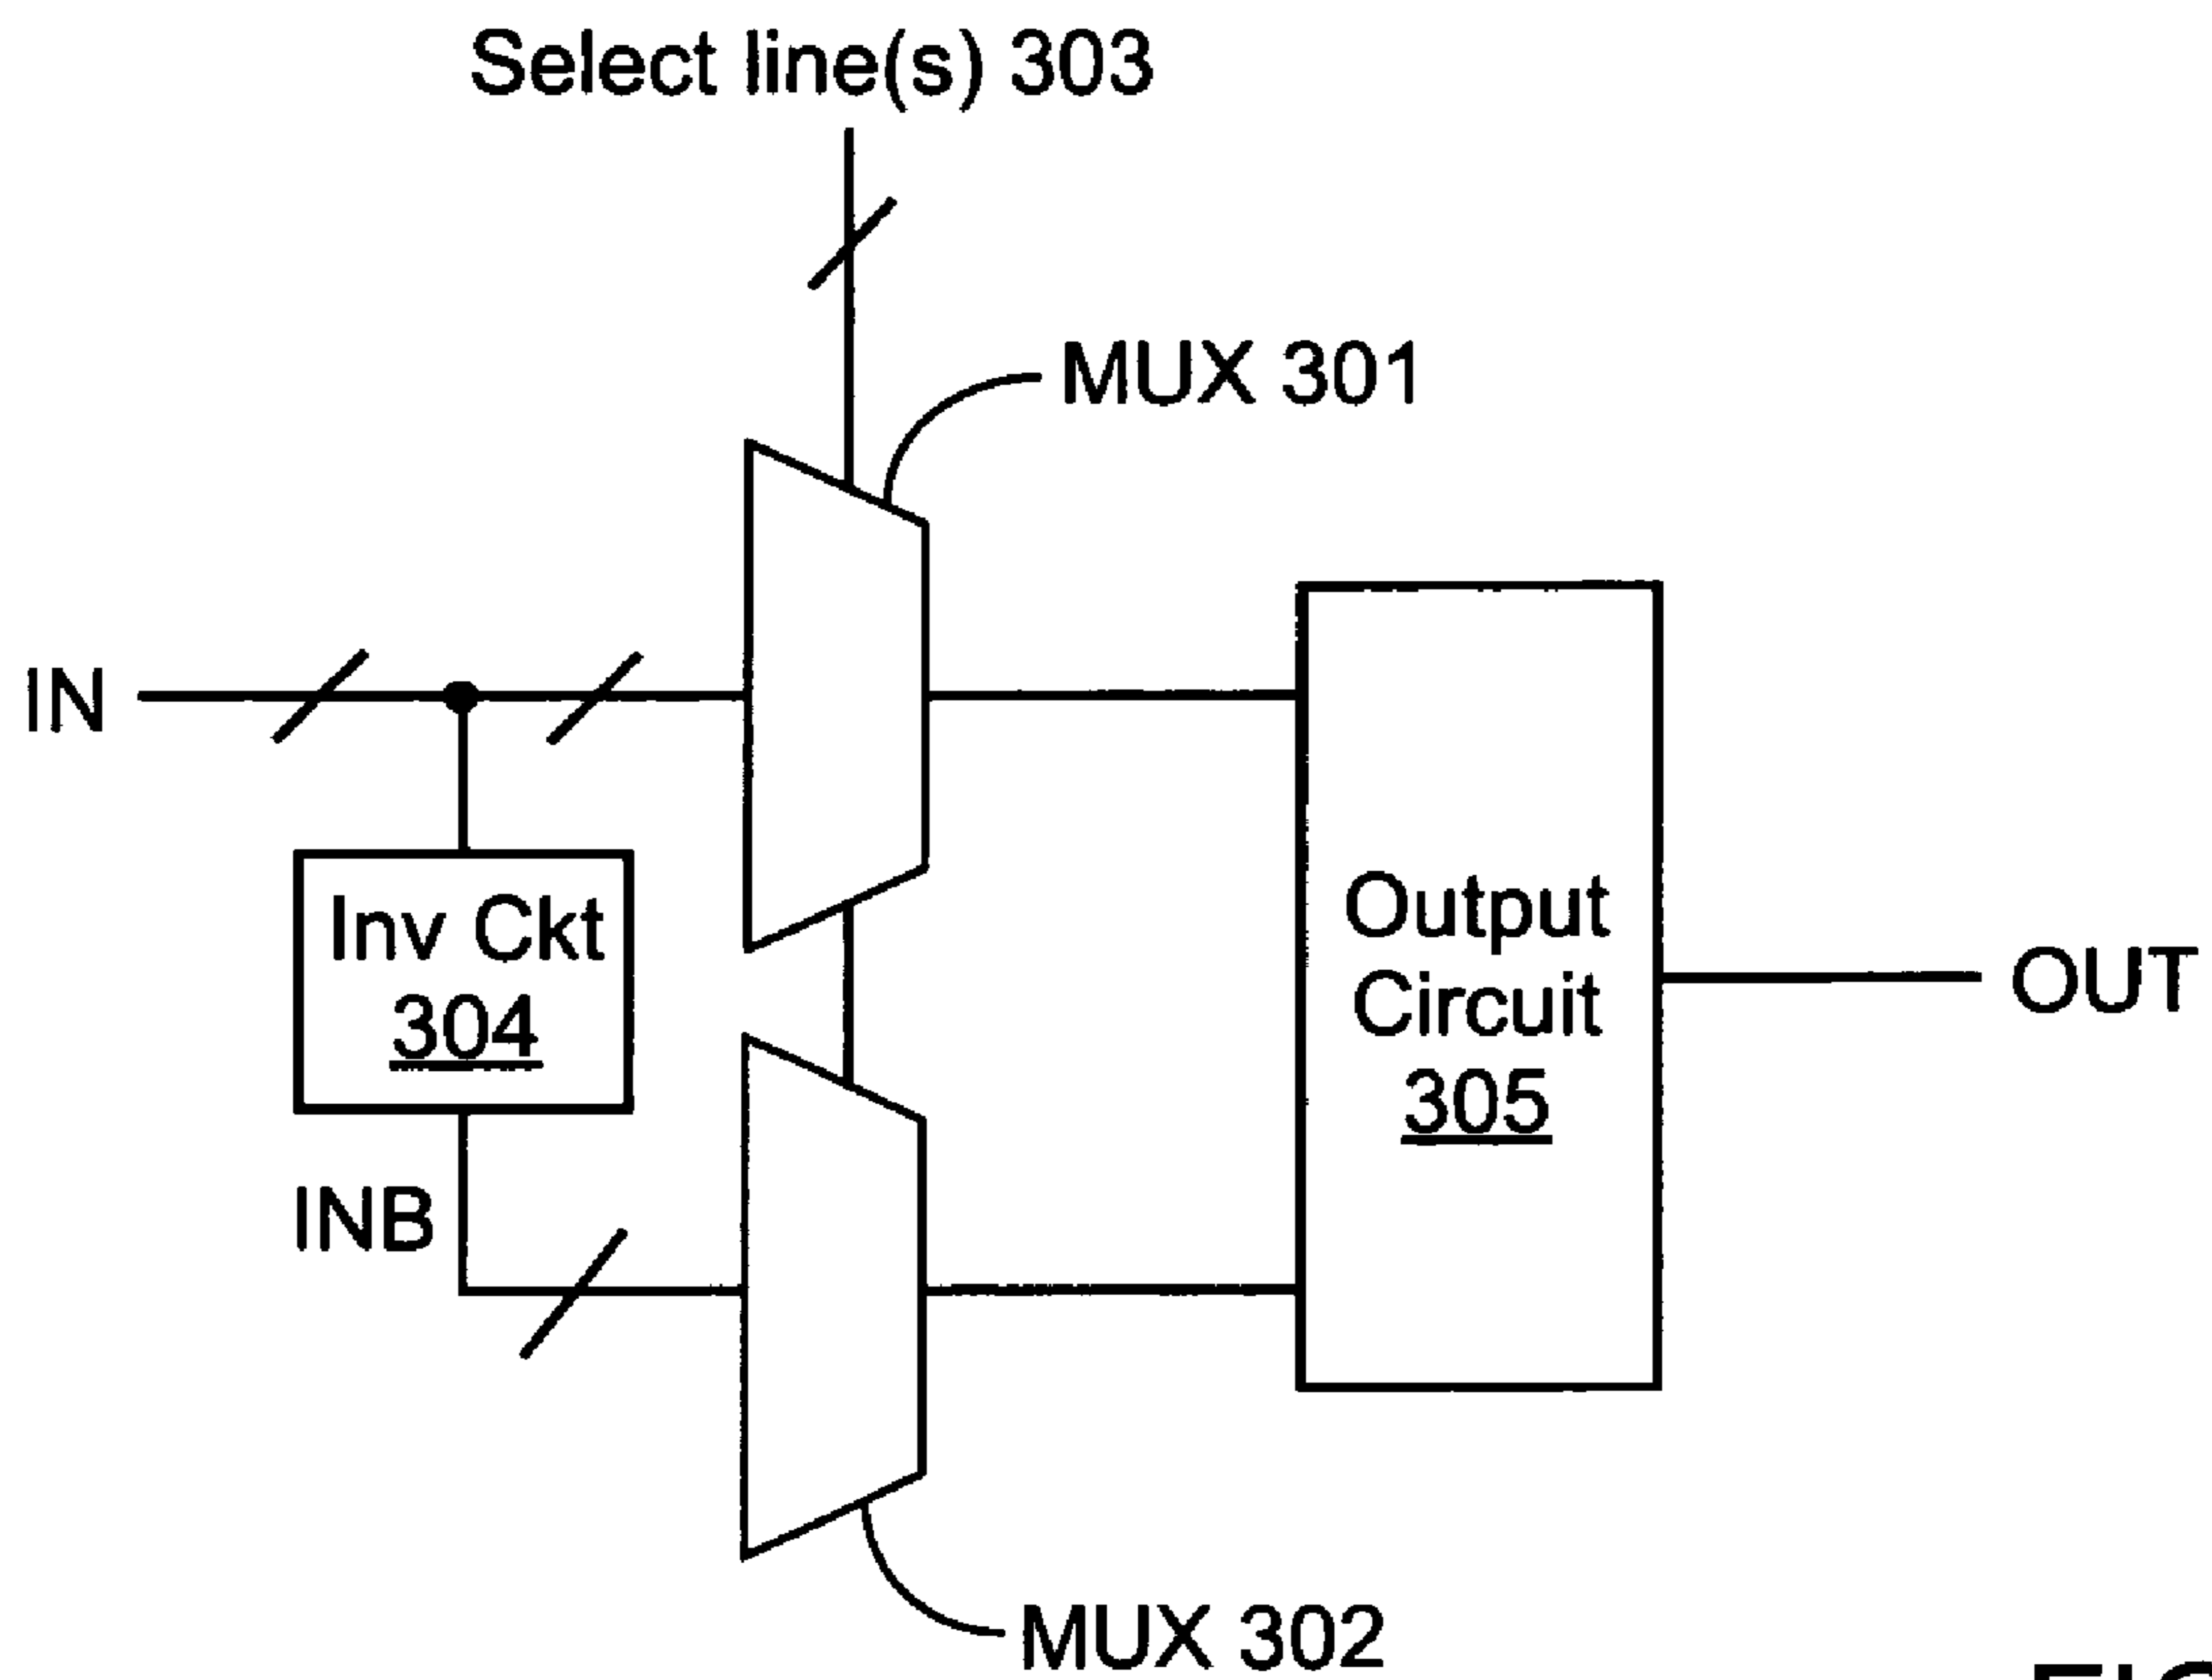 Select line(s) 303
MUX 301
IN
Inv Ckt
304
INB
Output
Circuit
305
OUT
MUX 302